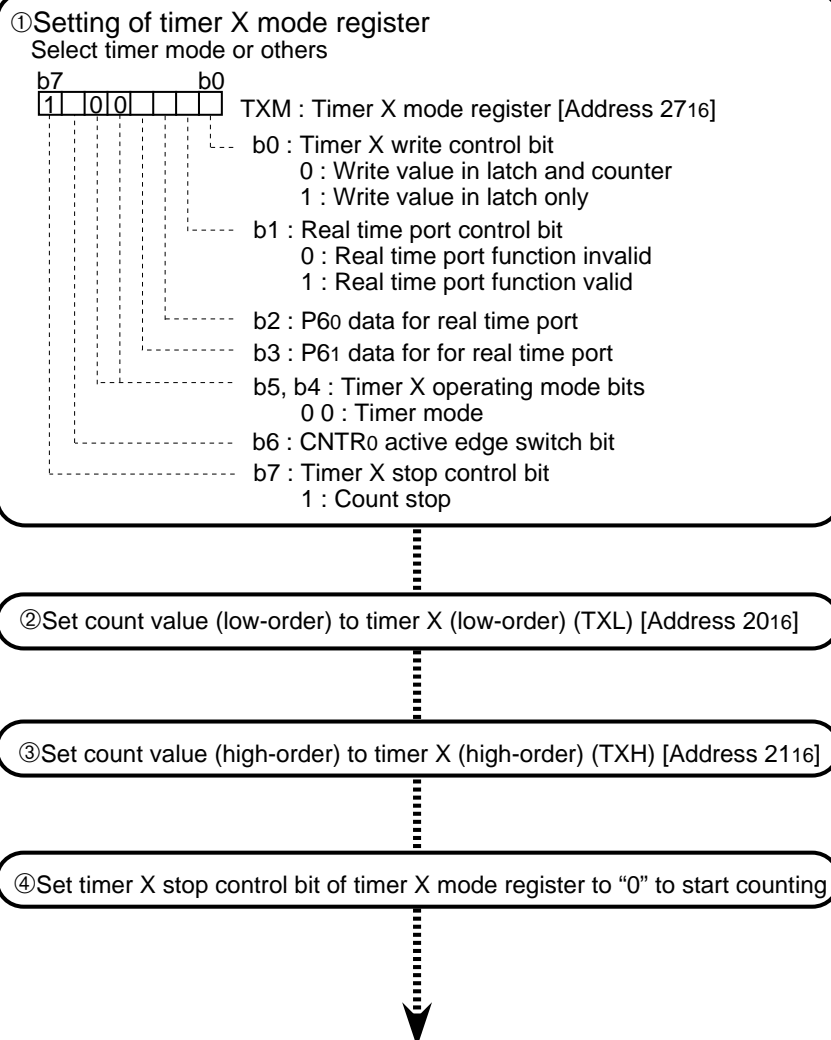 ①Setting of timer X mode register
Select timer mode or others
b7 b0
1 0 0 TXM : Timer X mode register [Address 2716]
b0 : Timer X write control bit
0 : Write value in latch and counter
1 : Write value in latch only
b1 : Real time port control bit
0 : Real time port function invalid
1 : Real time port function valid
b2 : P60 data for real time port
b3 : P61 data for for real time port
b5, b4 : Timer X operating mode bits
0 0 : Timer mode
b6 : CNTR0 active edge switch bit
b7 : Timer X stop control bit
1 : Count stop
②Set count value (low-order) to timer X (low-order) (TXL) [Address 2016]
③Set count value (high-order) to timer X (high-order) (TXH) [Address 2116]
④Set timer X stop control bit of timer X mode register to “0” to start counting